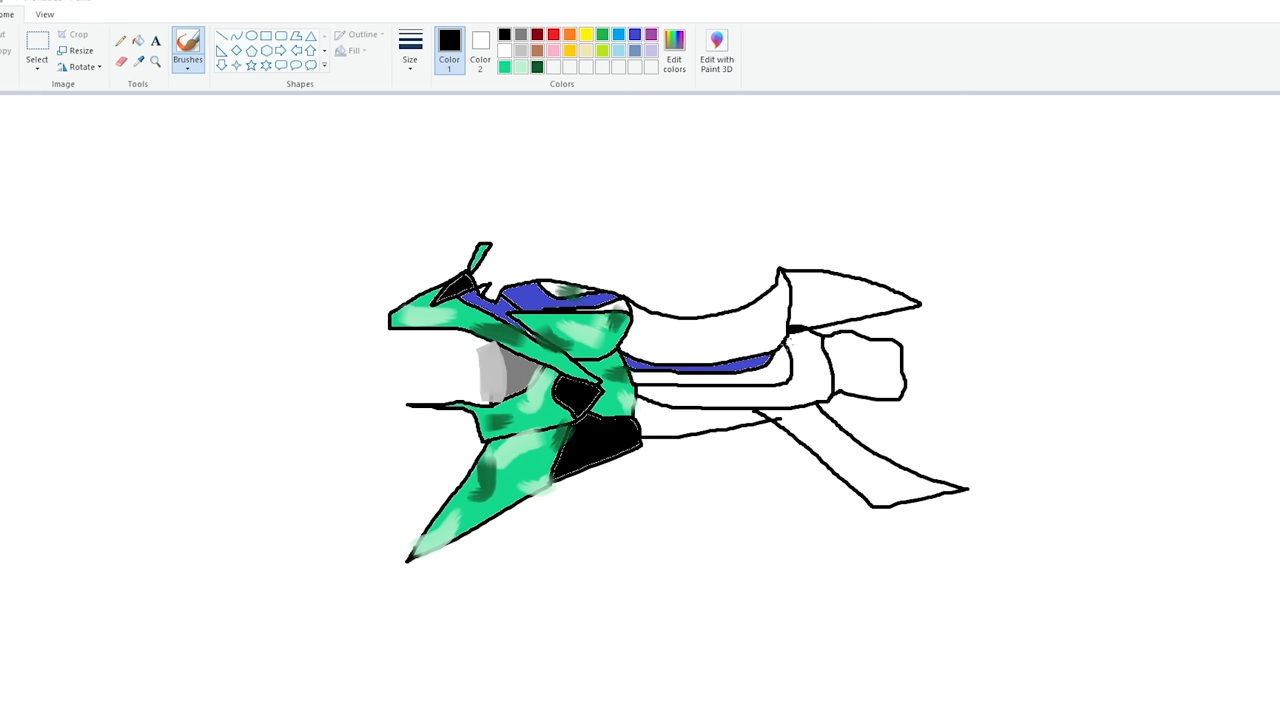 ome View
Crop
Resize
Rotate
Select
Image
A
Tools
Brushes
Outline
Fill
Shapes
Size
Color 1
Color 2
Edit colors
Colors
Edit with Paint 3D